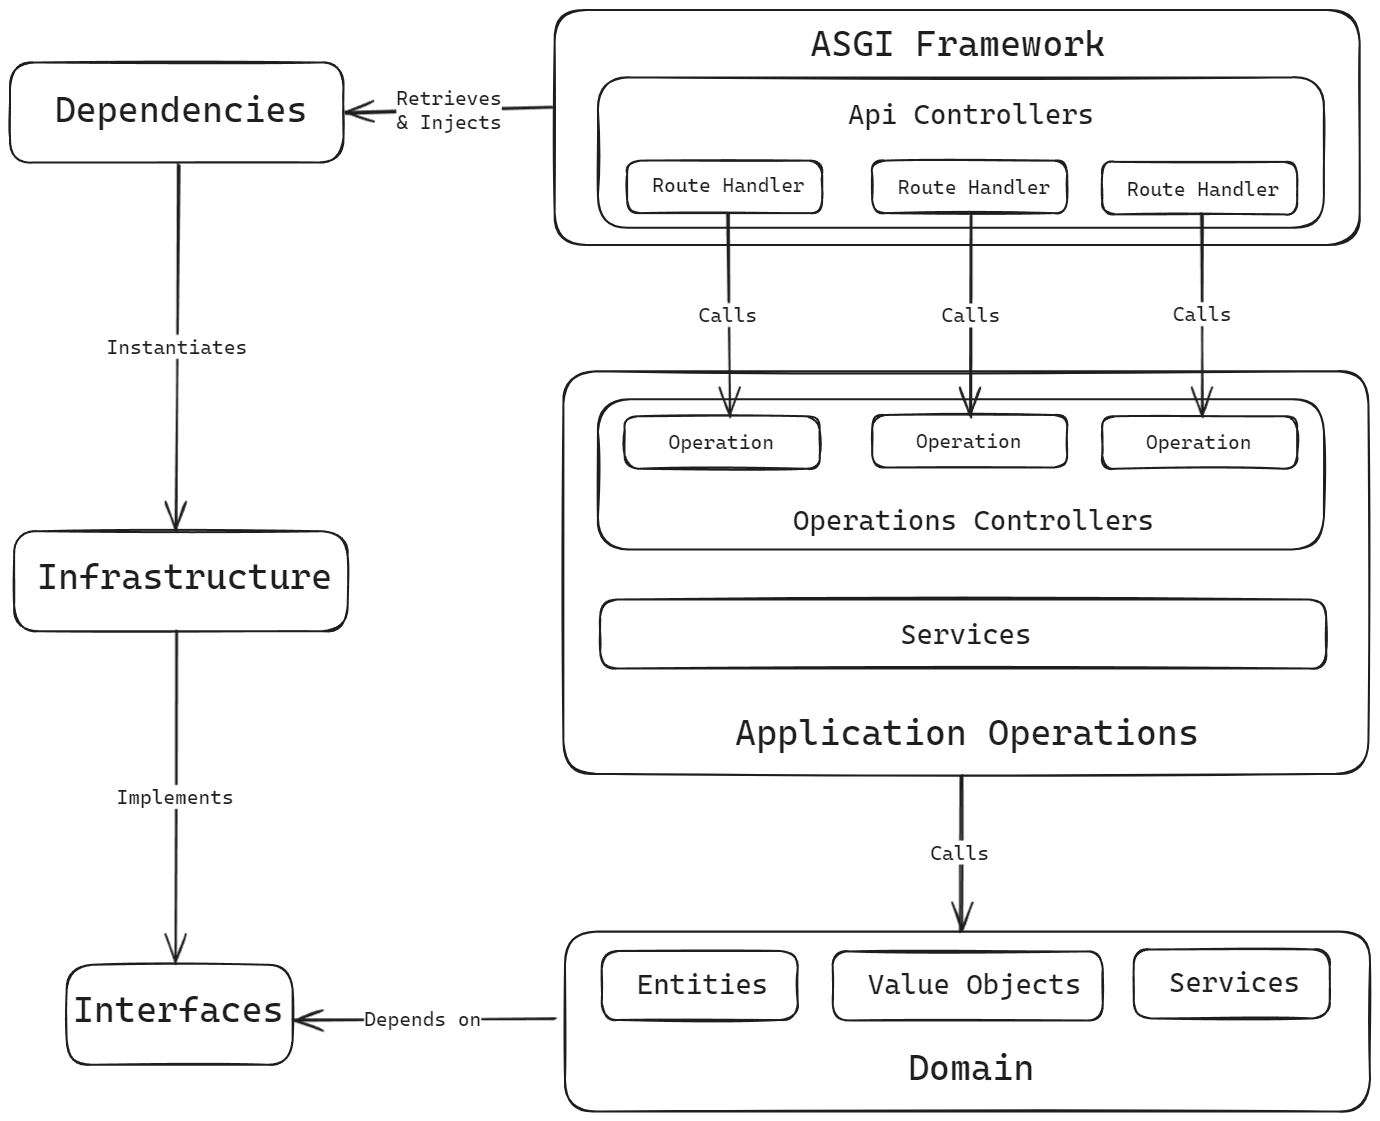 ASGI Framework
Dependencies
Retrieves
& Injects
Api Controllers
Route Handler
Route Handler
Route Handler
Calls
Calls
Calls
Instantiates
Operation
Operation
Operation
Operations Controllers
Infrastructure
Services
Application Operations
Implements
Calls
Entities
Value Objects
Services
Interfaces
Depends on
Domain